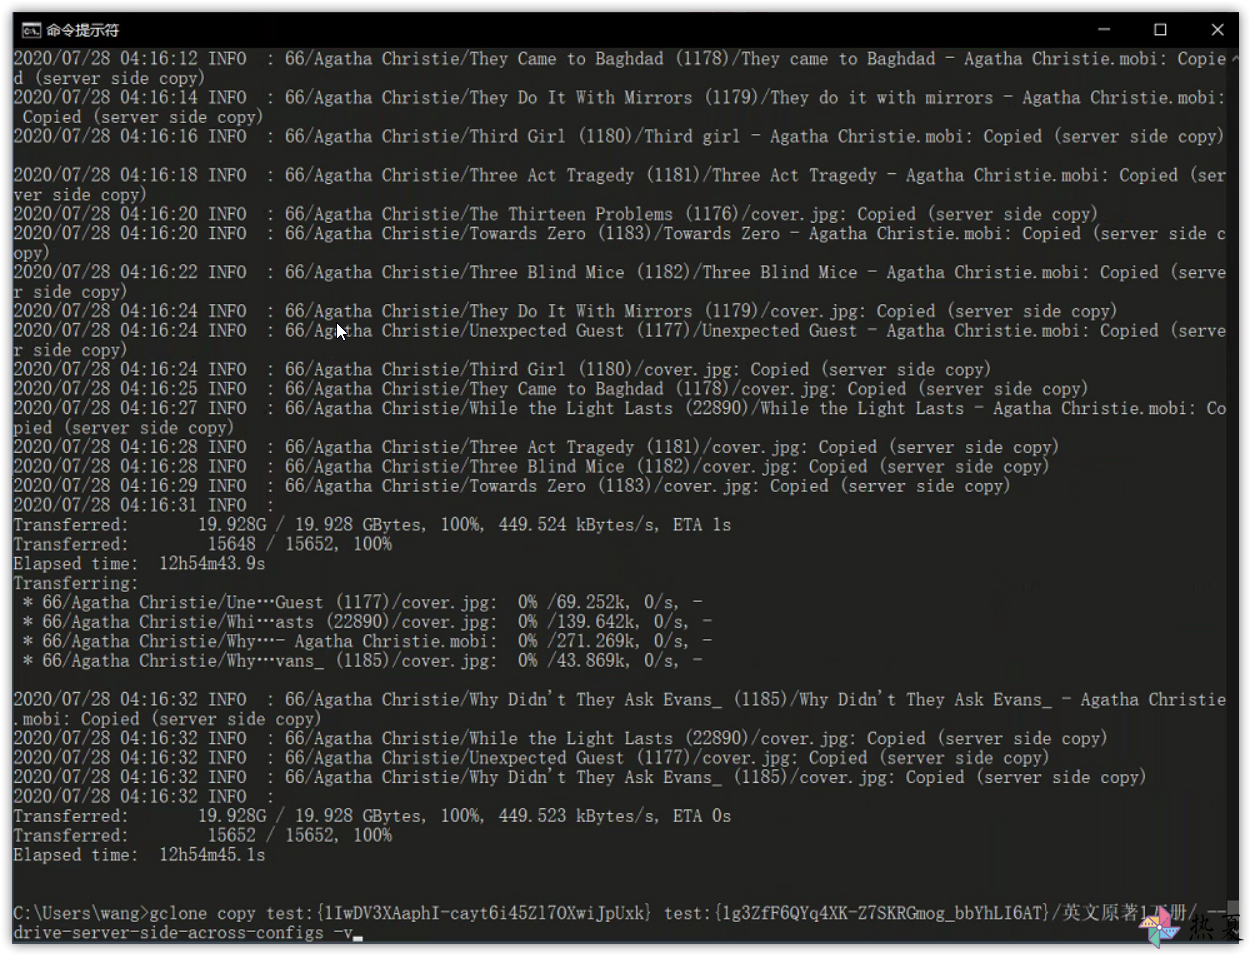 命令提示符
2020/07/28 04:16:12 INFO  : 66/Agatha Christie/They Came to Baghdad (1178)/They came to Baghdad - Agatha Christie.mobi: Copie
d (server side copy)
2020/07/28 04:16:14 INFO  : 66/Agatha Christie/They Do It With Mirrors (1179)/They do it with mirrors - Agatha Christie.mobi:
 Copied (server side copy)
2020/07/28 04:16:16 INFO  : 66/Agatha Christie/Third Girl (1180)/Third girl - Agatha Christie.mobi: Copied (server side copy)
2020/07/28 04:16:18 INFO  : 66/Agatha Christie/Three Act Tragedy (1181)/Three Act Tragedy - Agatha Christie.mobi: Copied (ser
ver side copy)
2020/07/28 04:16:20 INFO  : 66/Agatha Christie/The Thirteen Problems (1176)/cover.jpg: Copied (server side copy)
2020/07/28 04:16:20 INFO  : 66/Agatha Christie/Towards Zero (1183)/Towards Zero - Agatha Christie.mobi: Copied (server side c
opy)
2020/07/28 04:16:22 INFO  : 66/Agatha Christie/Three Blind Mice (1182)/Three Blind Mice - Agatha Christie.mobi: Copied (serve
r side copy)
2020/07/28 04:16:24 INFO  : 66/Agatha Christie/They Do It With Mirrors (1179)/cover.jpg: Copied (server side copy)
2020/07/28 04:16:24 INFO  : 66/Agatha Christie/Unexpected Guest (1177)/Unexpected Guest - Agatha Christie.mobi: Copied (serve
r side copy)
2020/07/28 04:16:24 INFO  : 66/Agatha Christie/Third Girl (1180)/cover.jpg: Copied (server side copy)
2020/07/28 04:16:25 INFO  : 66/Agatha Christie/They Came to Baghdad (1178)/cover.jpg: Copied (server side copy)
2020/07/28 04:16:27 INFO  : 66/Agatha Christie/While the Light Lasts (22890)/While the Light Lasts - Agatha Christie.mobi: Co
pied (server side copy)
2020/07/28 04:16:28 INFO  : 66/Agatha Christie/Three Act Tragedy (1181)/cover.jpg: Copied (server side copy)
2020/07/28 04:16:28 INFO  : 66/Agatha Christie/Three Blind Mice (1182)/cover.jpg: Copied (server side copy)
2020/07/28 04:16:29 INFO  : 66/Agatha Christie/Towards Zero (1183)/cover.jpg: Copied (server side copy)
2020/07/28 04:16:31 INFO  :
Transferred:       19.928G / 19.928 GBytes, 100%, 449.524 kBytes/s, ETA 1s
Transferred:        15648 / 15652, 100%
Elapsed time:  12h54m43.9s
Transferring:
 * 66/Agatha Christie/Une…Guest (1177)/cover.jpg:  0% /69.252k, 0/s, -
 * 66/Agatha Christie/Whi…asts (22890)/cover.jpg:  0% /139.642k, 0/s, -
 * 66/Agatha Christie/Why…- Agatha Christie.mobi:  0% /271.269k, 0/s, -
 * 66/Agatha Christie/Why…vans_ (1185)/cover.jpg:  0% /43.869k, 0/s, -
2020/07/28 04:16:32 INFO  : 66/Agatha Christie/Why Didn't They Ask Evans_ (1185)/Why Didn't They Ask Evans_ - Agatha Christie
.mobi: Copied (server side copy)
2020/07/28 04:16:32 INFO  : 66/Agatha Christie/While the Light Lasts (22890)/cover.jpg: Copied (server side copy)
2020/07/28 04:16:32 INFO  : 66/Agatha Christie/Unexpected Guest (1177)/cover.jpg: Copied (server side copy)
2020/07/28 04:16:32 INFO  : 66/Agatha Christie/Why Didn't They Ask Evans_ (1185)/cover.jpg: Copied (server side copy)
2020/07/28 04:16:32 INFO  :
Transferred:       19.928G / 19.928 GBytes, 100%, 449.523 kBytes/s, ETA 0s
Transferred:        15652 / 15652, 100%
Elapsed time:  12h54m45.1s
C:\Users\wang>gclone copy test:{1IwDV3XAaphI-cayt6i45Zl7OXwiJpUxk} test:{1g3ZfF6QYq4XK-Z7SKRGmog_bbYhLI6AT}/英文原著1万册/ --
drive-server-side-across-configs -v
热夏